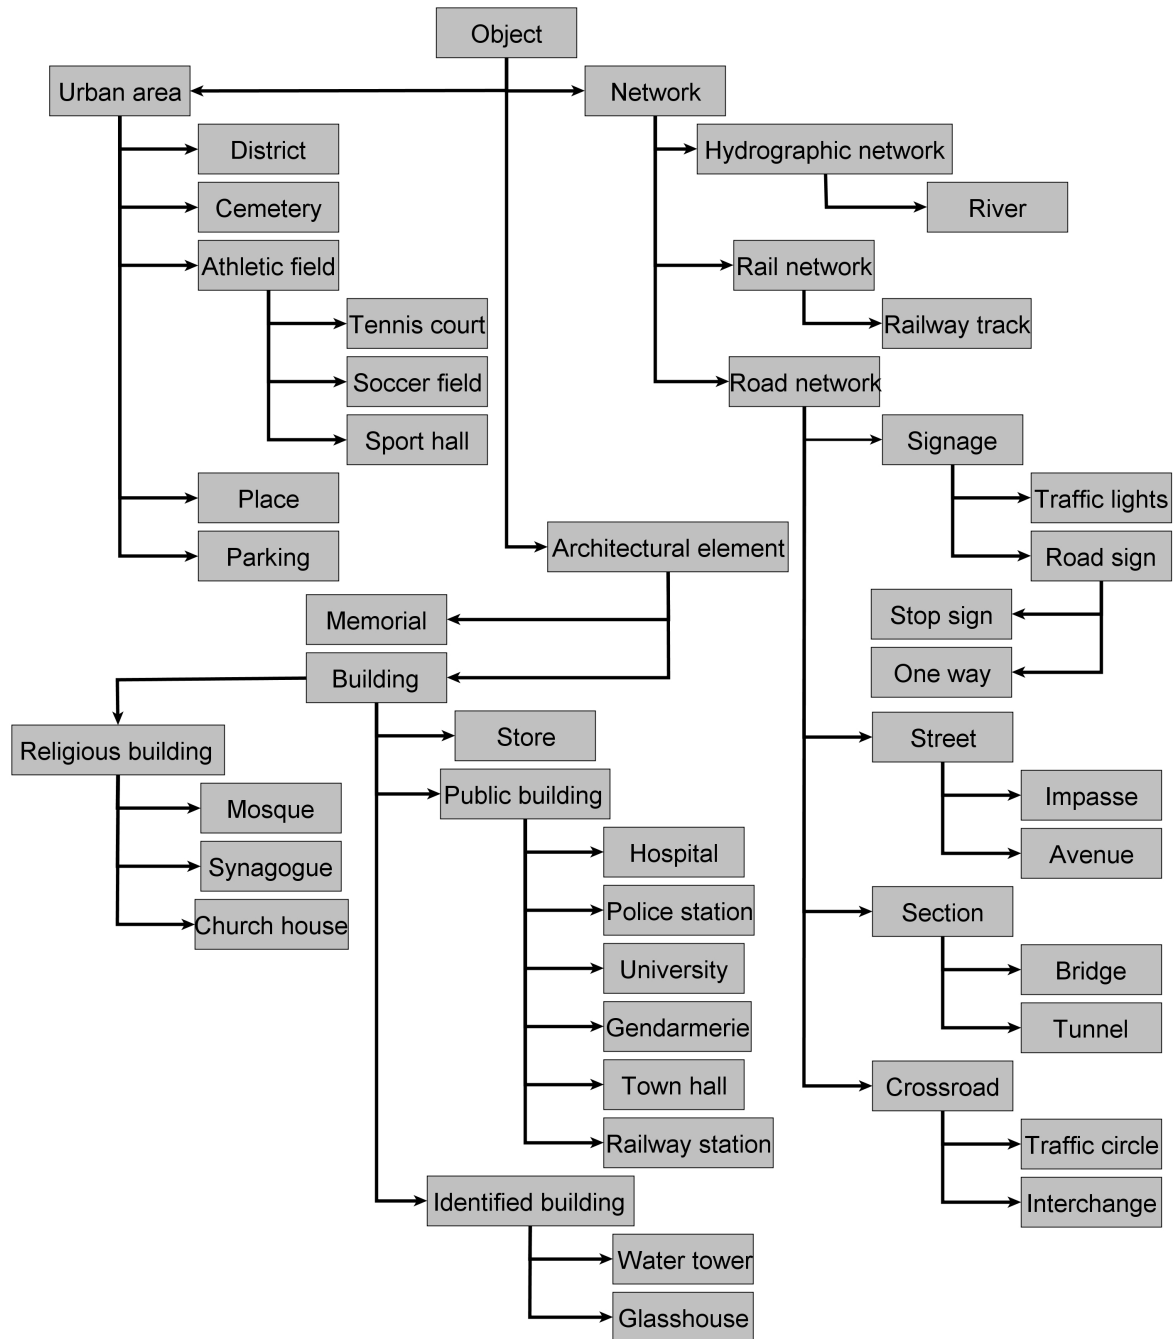 Object
Urban area
Network
District
Hydrographic network
Cemetery
River
Athletic field
Rail network
Tennis court
Railway track
Soccer field
Road network
Sport hall
Signage
Place
Traffic lights
Architectural element
Parking
Road sign
Memorial
Stop sign
Building
One way
Religious building
Store
Street
Mosque
Public building
Impasse
Synagogue
Hospital
Avenue
Church house
Police station
Section
University
Bridge
Gendarmerie
Tunnel
Town hall
Crossroad
Railway station
Traffic circle
Identified building
Interchange
Water tower
Glasshouse